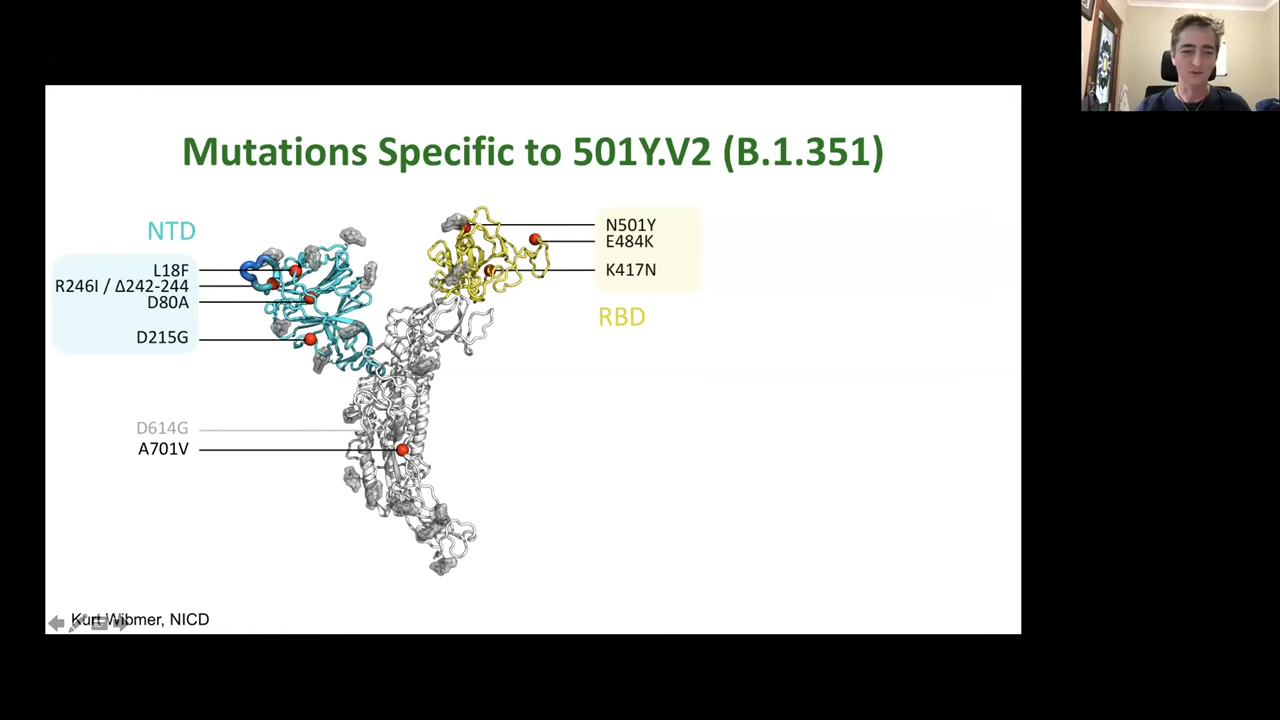 Mutations Specific to 501Y.V2 (B.1.351)
NTD
L18F
R246I / Δ242-244
D80A
D215G
D614G
A701V
N501Y
E484K
K417N
RBD
Kurt Wibmer, NICD